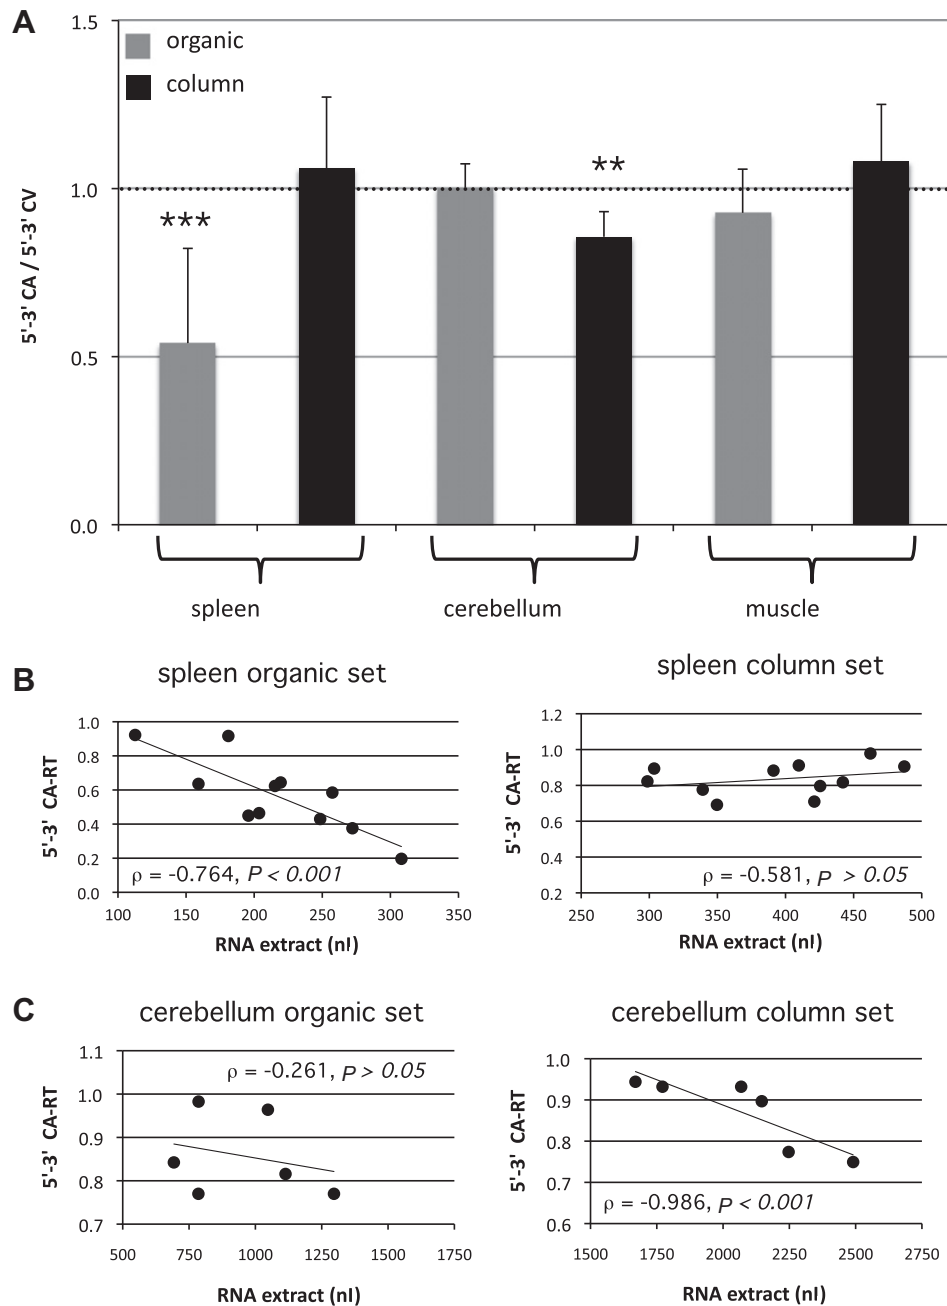 A
1.5
organic
column
1.0
**
***
0.5
0.0
5'-3' CA / 5'-3' CV
spleen
cerebellum
muscle
B
spleen organic set
spleen column set
5'-3' CA-RT
1.0
0.8
0.6
0.4
0.2
0.0
ρ = -0.764, P < 0.001
100 150 200 250 300 350
RNA extract (nl)
5'-3' CA-RT
1.2
1.0
0.8
0.6
0.4
0.2
ρ = -0.581, P > 0.05
250 300 350 400 450 500
RNA extract (nl)
C
cerebellum organic set
cerebellum column set
5'-3' CA-RT
1.1
1.0
0.9
0.8
0.7
ρ = -0.261, P > 0.05
500 750 1000 1250 1500 1750
RNA extract (nl)
5'-3' CA-RT
1.0
0.9
0.8
0.7
0.6
ρ = -0.986, P < 0.001
1500 1750 2000 2250 2500 2750
RNA extract (nl)